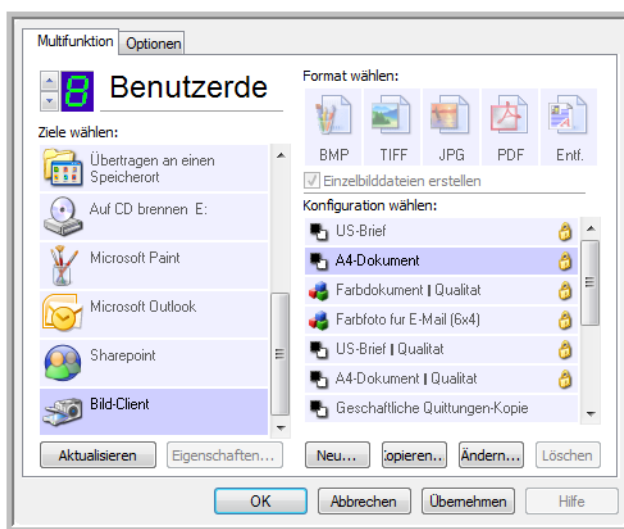 Multifunktion Optionen
8 Benutzerde
Ziele wählen:
Übertragen an einen
Speicherort
Auf CD brennen E:
Microsoft Paint
Microsoft Outlook
Sharepoint
Bild-Client
Aktualisieren Eigenschaften...
Format wählen:
BMP TIFF JPG PDF Entf.
Einzelbilddateien erstellen
Konfiguration wählen:
US-Brief
A4-Dokument
Farbdokument | Qualitat
Farbfoto fur E-Mail (6x4)
US-Brief | Qualitat
A4-Dokument | Qualitat
Geschaftliche Quittungen-Kopie
Neu... opieren.. Ändern... Löschen
OK Abbrechen Übernehmen Hilfe